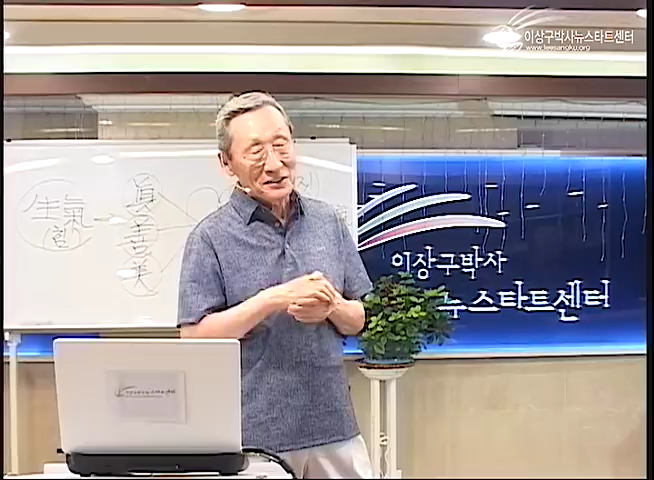 이상구박사뉴스타트센터
www.leesangku.org
生氣
眞
善
美
이상구박사
뉴스타트센터